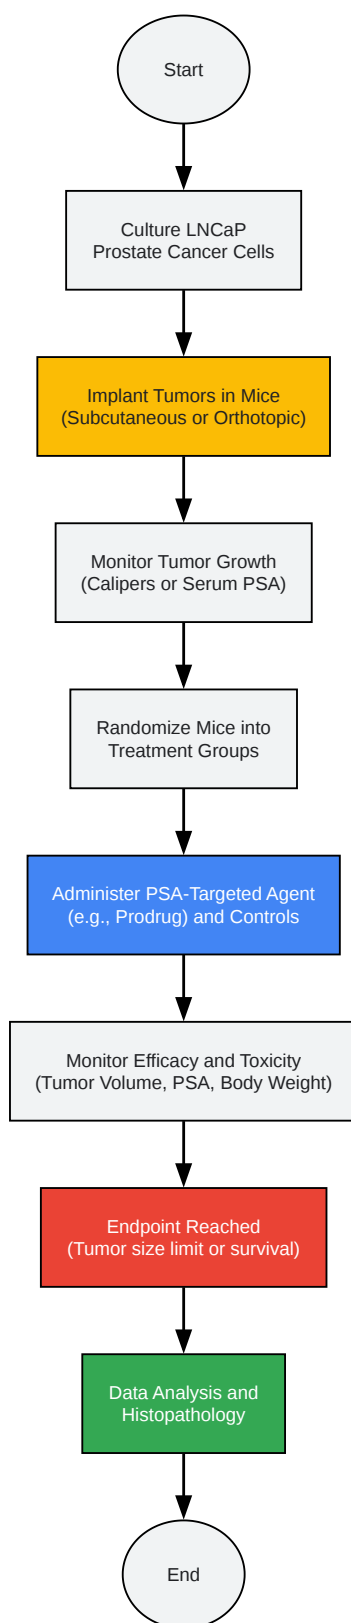 Start
Culture LNCaP
Prostate Cancer Cells
Implant Tumors in Mice
(Subcutaneous or Orthotopic)
Monitor Tumor Growth
(Calipers or Serum PSA)
Randomize Mice into
Treatment Groups
Administer PSA-Targeted Agent
(e.g., Prodrug) and Controls
Monitor Efficacy and Toxicity
(Tumor Volume, PSA, Body Weight)
Endpoint Reached
(Tumor size limit or survival)
Data Analysis and
Histopathology
End